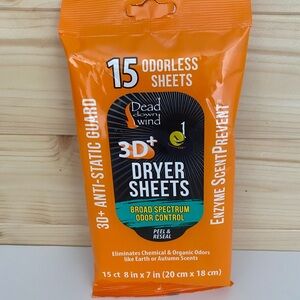 15 ODORLESS
SHEETS
Dead
down
wind
3D+
DRYER
SHEETS
BROAD SPECTRUM
ODOR CONTROL
PEEL &
RESEAL
3D+ ANTI-STATIC GUARD
ENZYME SCENTPREVENT
Eliminates Chemical & Organic Odors
like Earth or Autumn Scents
15 ct 8 in x 7 in (20 cm x 18 cm)